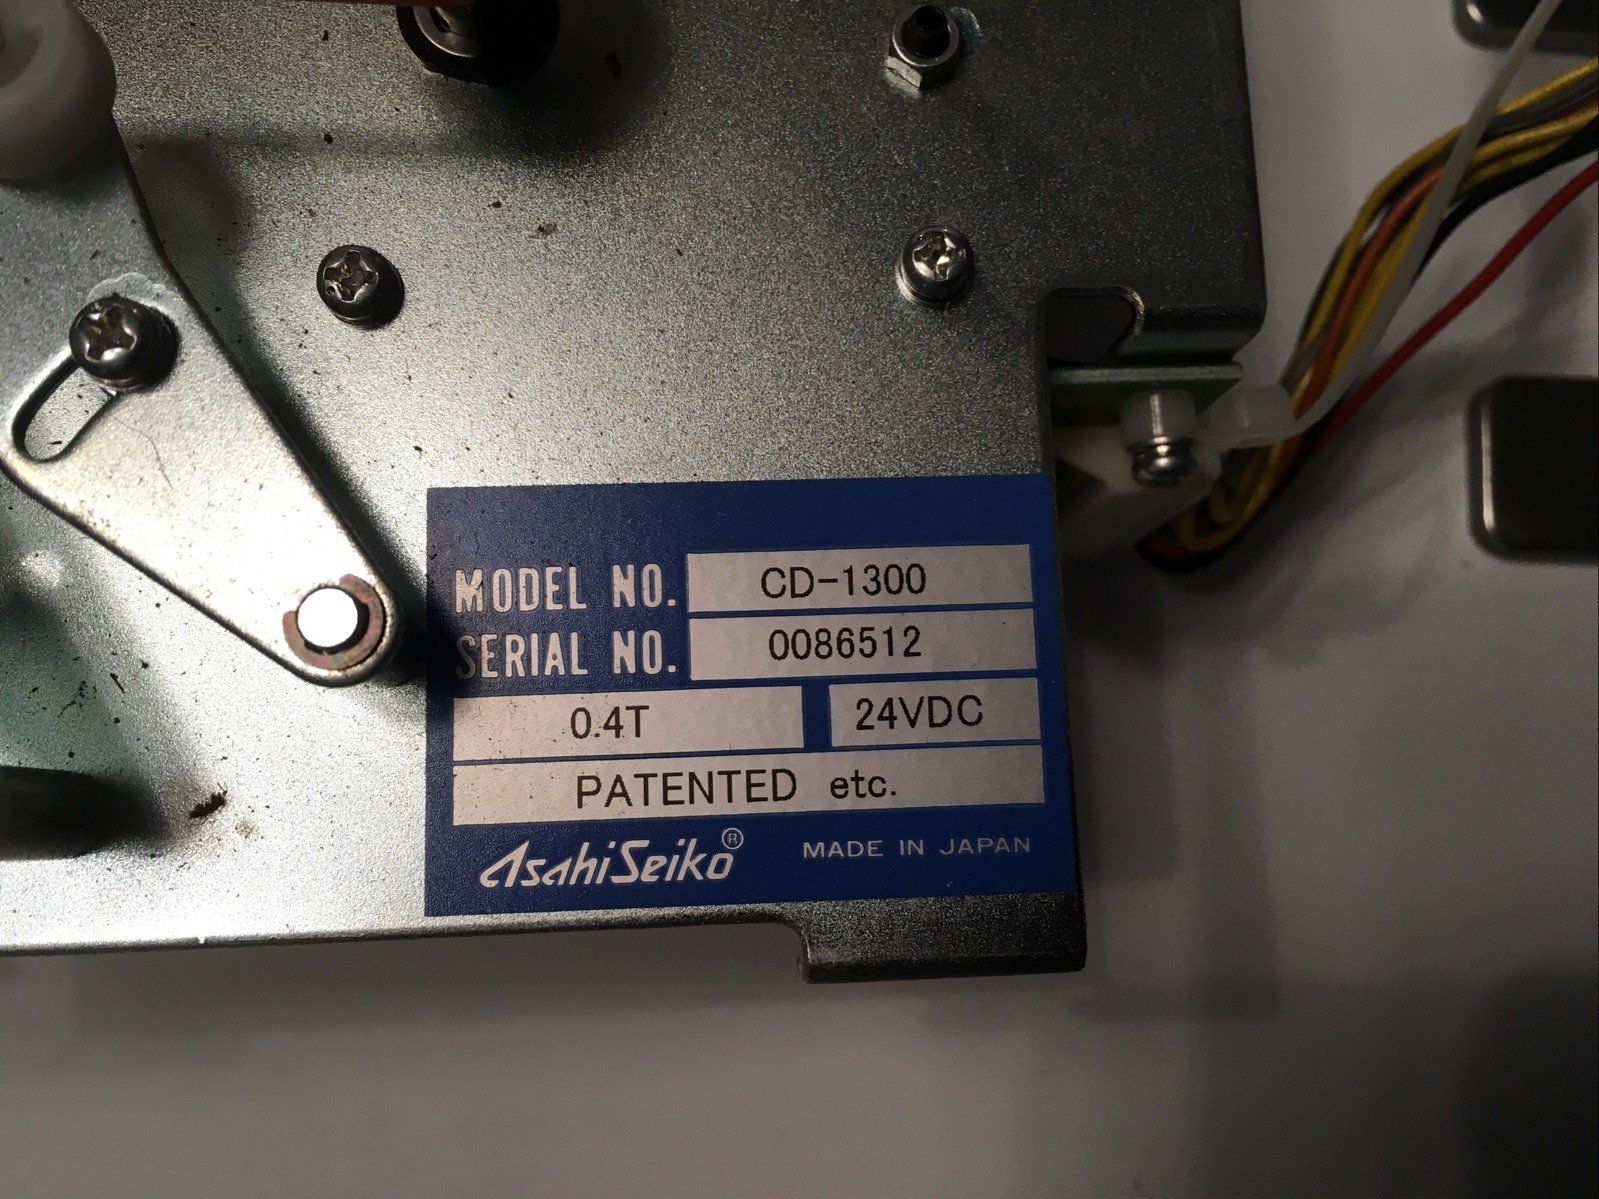 MODEL NO. CD-1300
SERIAL NO. 0086512
0.4T 24VDC
PATENTED etc.
AsahiSeiko® MADE IN JAPAN